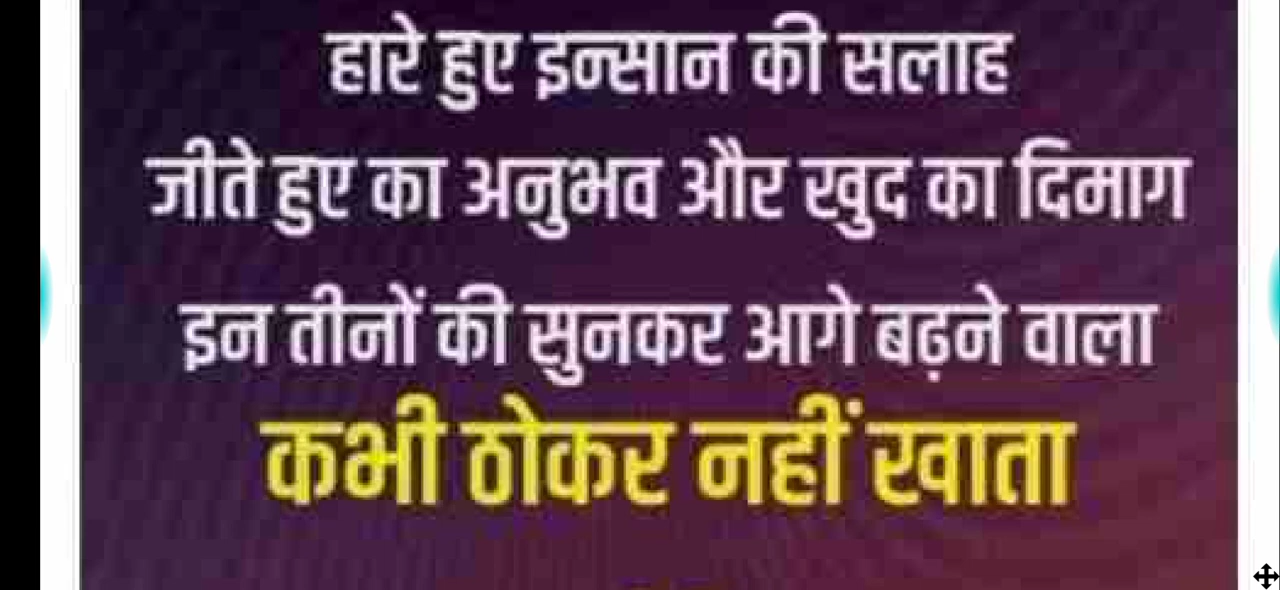 हारे हुए इन्सान की सलाह
जीते हुए का अनुभव और खुद का दिमाग
इन तीनों की सुनकर आगे बढ़ने वाला
कभी ठोकर नहीं खाता